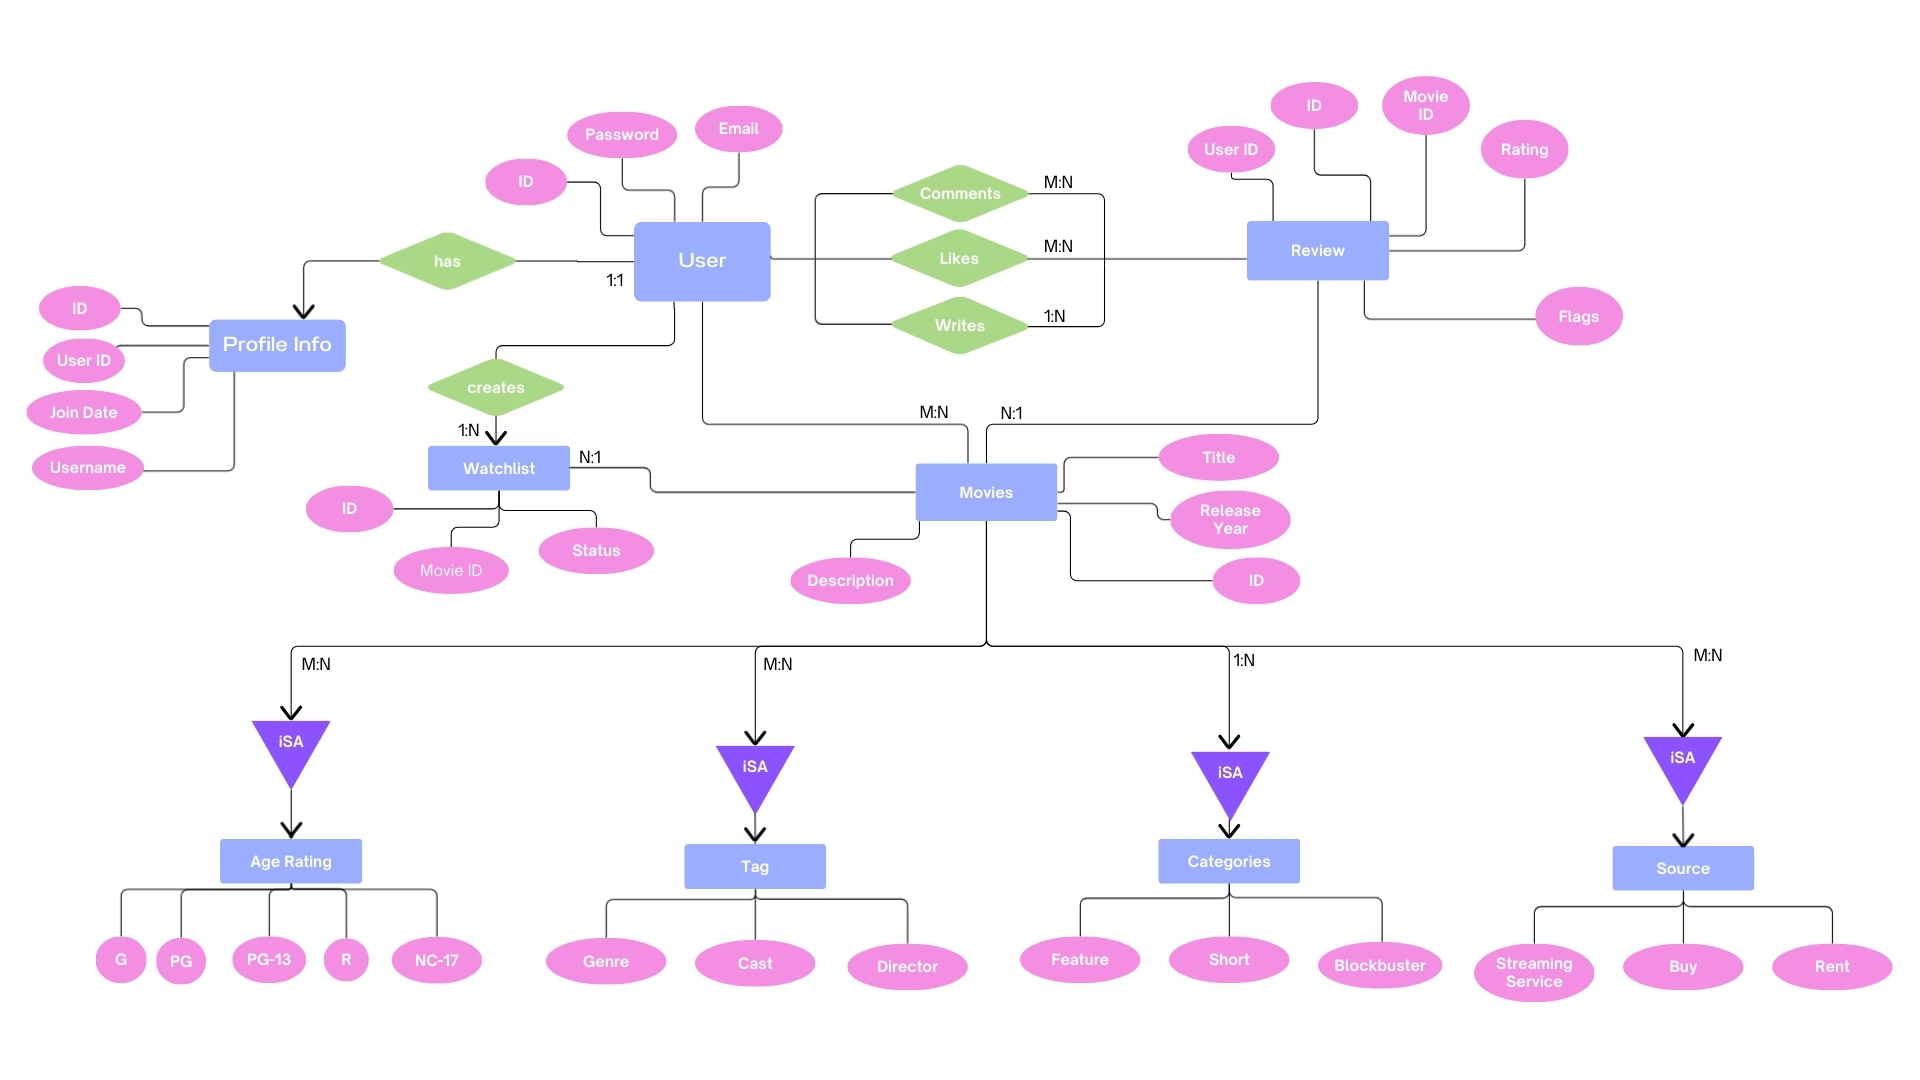 Movie
ID
ID
Email
Password
User ID
Rating
ID
Comments
M:N
User
Likes
M:N
Review
has
1:1
Writes
1:N
Flags
ID
Profile Info
User ID
creates
Join Date
M:N
N:1
1:N
Username
Watchlist
N:1
Title
Movies
ID
Release
Year
Status
Movie ID
Description
ID
M:N
M:N
1:N
M:N
iSA
iSA
iSA
iSA
Age Rating
Tag
Categories
Source
G
PG
PG-13
R
NC-17
Genre
Cast
Director
Feature
Short
Blockbuster
Streaming
Service
Buy
Rent